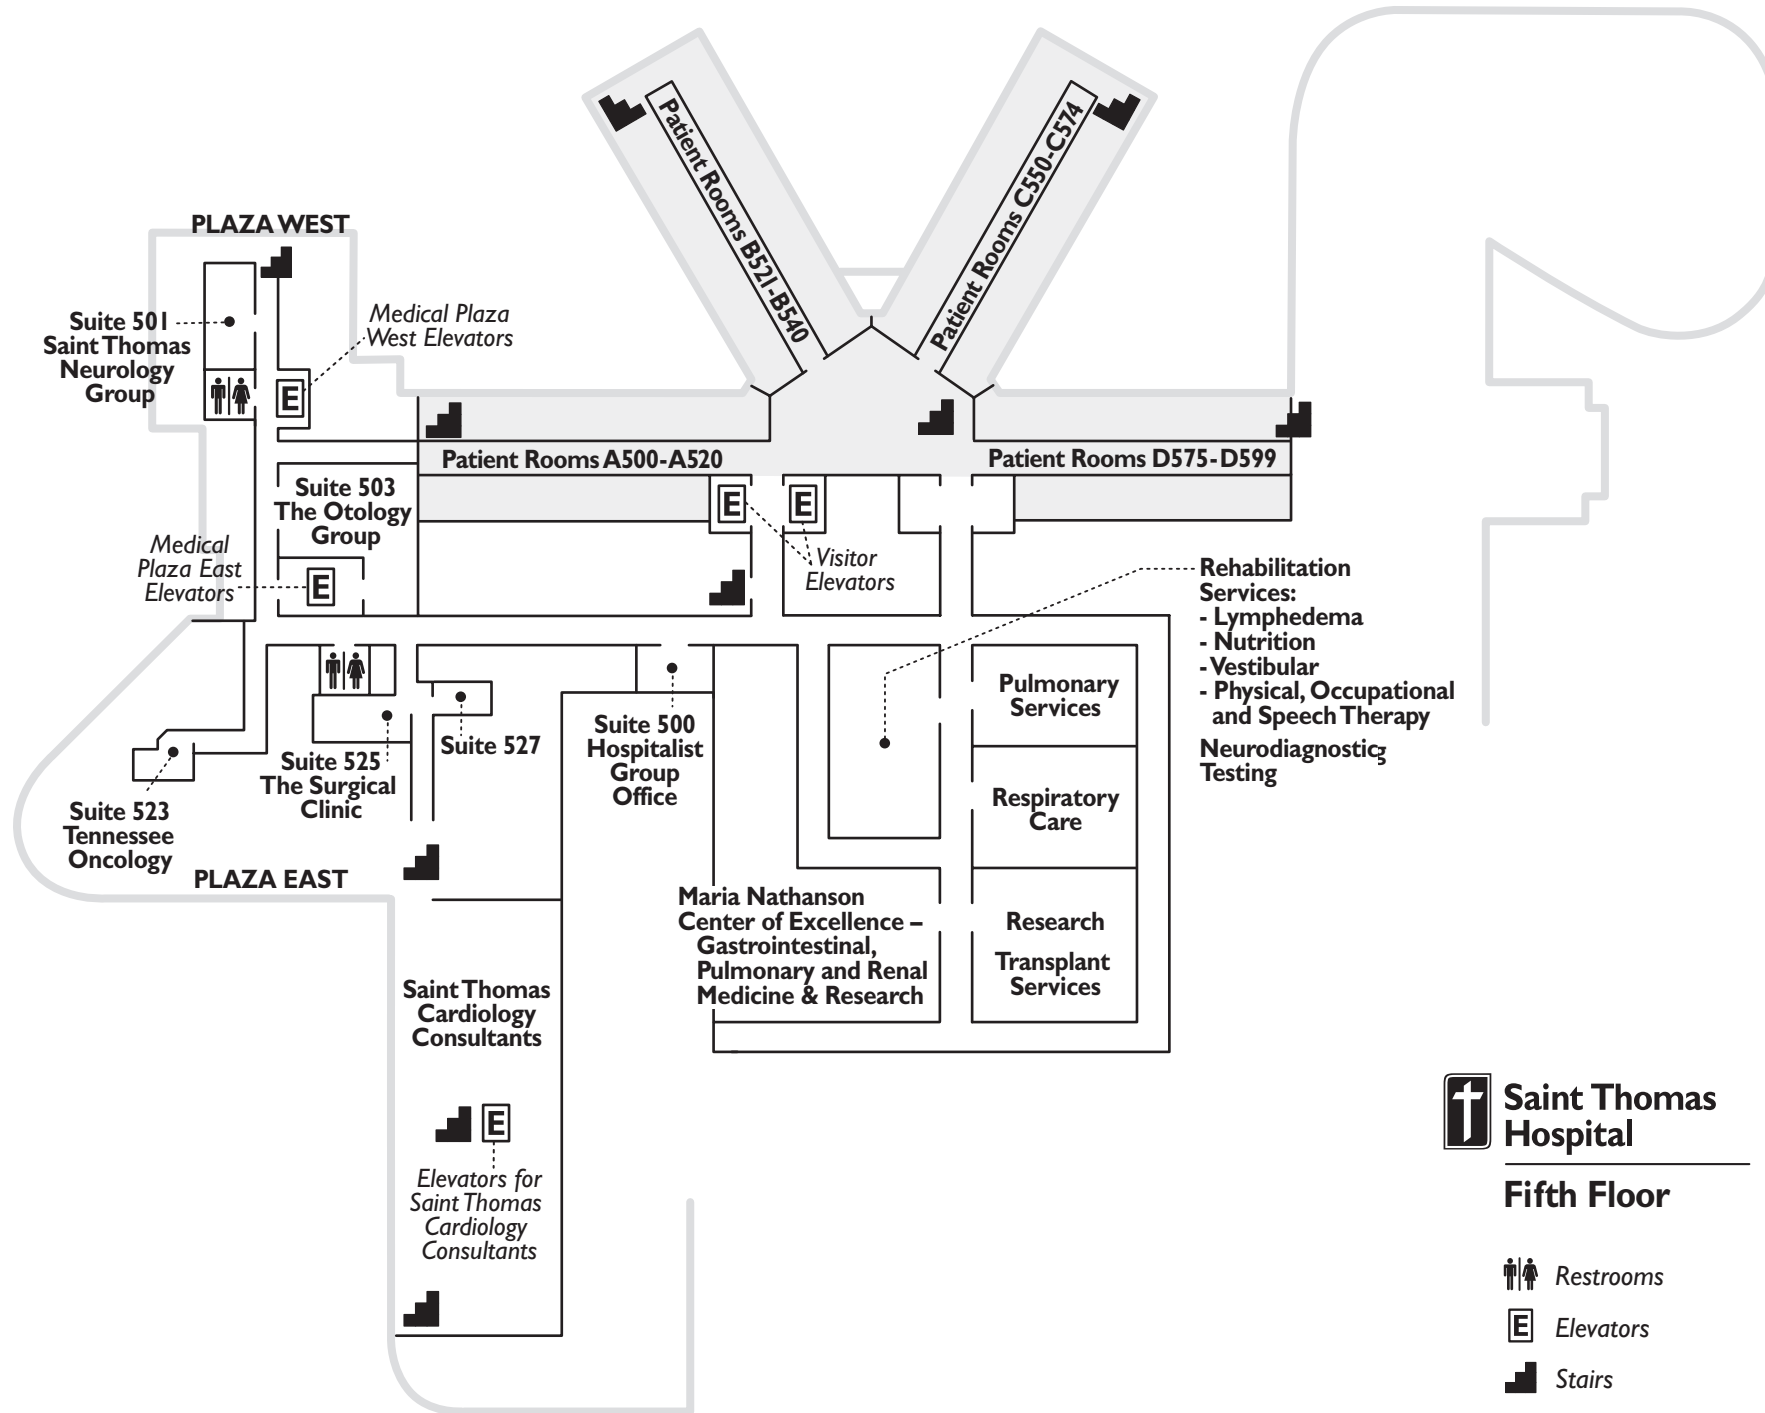 Patient Rooms B521-B540
Patient Rooms C550-C574
PLAZA WEST
Suite 501
Saint Thomas
Neurology
Group
Medical Plaza
West Elevators
E
Patient Rooms A500-A520
Patient Rooms D575-D599
Suite 503
The Otology
Group
E
E
Medical
Plaza East
Elevators
E
Visitor
Elevators
Rehabilitation
Services:
- Lymphedema
- Nutrition
- Vestibular
- Physical, Occupational
and Speech Therapy
Neurodiagnostic
Testing
Pulmonary
Services
Suite 500
Hospitalist
Group
Office
Suite 527
Suite 525
The Surgical
Clinic
Suite 523
Tennessee
Oncology
Respiratory
Care
PLAZA EAST
Maria Nathanson
Center of Excellence –
Gastrointestinal,
Pulmonary and Renal
Medicine & Research
Research
Transplant
Services
Saint Thomas
Cardiology
Consultants
E
Elevators for
Saint Thomas
Cardiology
Consultants
Saint Thomas
Hospital
Fifth Floor
Restrooms
E Elevators
Stairs